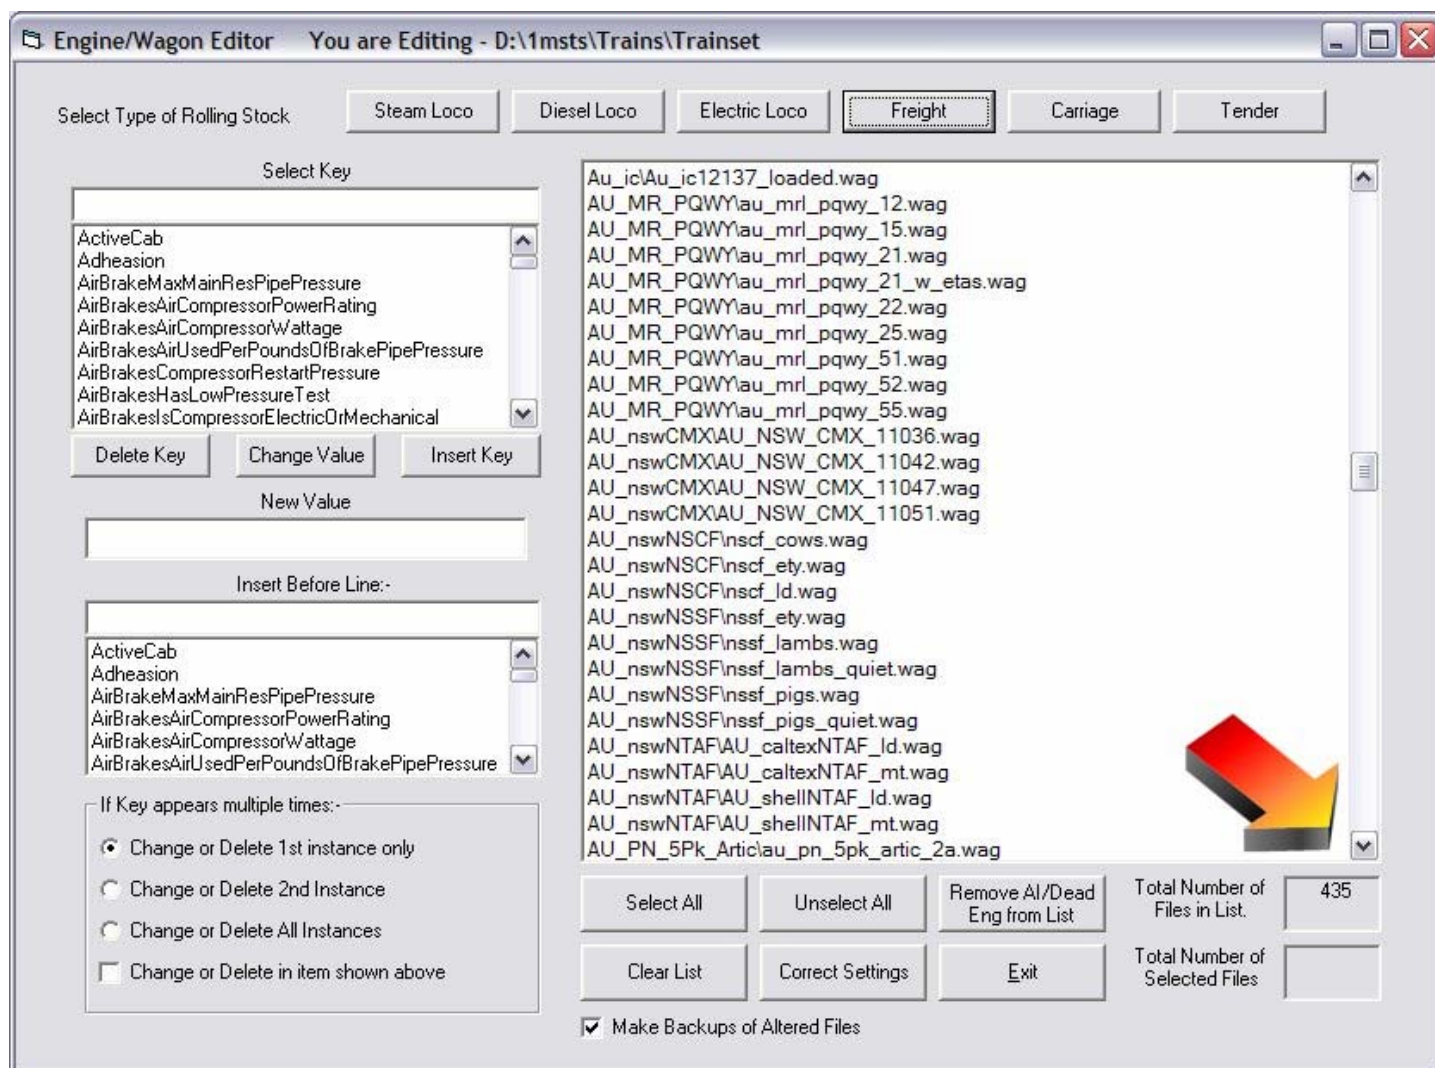 Engine/Wagon Editor You are Editing - D:\1msts\Trains\Trainset
Select Type of Rolling Stock
Steam Loco
Diesel Loco
Electric Loco
Freight
Carriage
Tender
Select Key
ActiveCab
Adheasion
AirBrakeMaxMainResPipePressure
AirBrakesAirCompressorPowerRating
AirBrakesAirCompressorWattage
AirBrakesAirUsedPerPoundsOfBrakePipePressure
AirBrakesCompressorRestartPressure
AirBrakesHasLowPressureTest
AirBrakesIsCompressorElectricOrMechanical
Delete Key
Change Value
Insert Key
New Value
Insert Before Line:-
ActiveCab
Adheasion
AirBrakeMaxMainResPipePressure
AirBrakesAirCompressorPowerRating
AirBrakesAirCompressorWattage
AirBrakesAirUsedPerPoundsOfBrakePipePressure
If Key appears multiple times:-
Change or Delete 1st instance only
Change or Delete 2nd Instance
Change or Delete All Instances
Change or Delete in item shown above
Au_ic\Au_ic12137_loaded.wag
AU_MR_PQWY\au_mrl_pqwy_12.wag
AU_MR_PQWY\au_mrl_pqwy_15.wag
AU_MR_PQWY\au_mrl_pqwy_21.wag
AU_MR_PQWY\au_mrl_pqwy_21_w_etas.wag
AU_MR_PQWY\au_mrl_pqwy_22.wag
AU_MR_PQWY\au_mrl_pqwy_25.wag
AU_MR_PQWY\au_mrl_pqwy_51.wag
AU_MR_PQWY\au_mrl_pqwy_52.wag
AU_MR_PQWY\au_mrl_pqwy_55.wag
AU_nswCMX\AU_NSW_CMX_11036.wag
AU_nswCMX\AU_NSW_CMX_11042.wag
AU_nswCMX\AU_NSW_CMX_11047.wag
AU_nswCMX\AU_NSW_CMX_11051.wag
AU_nswNSCF\nscf_cows.wag
AU_nswNSCF\nscf_ety.wag
AU_nswNSCF\nscf_ld.wag
AU_nswNSSF\nssf_ety.wag
AU_nswNSSF\nssf_lambs.wag
AU_nswNSSF\nssf_lambs_quiet.wag
AU_nswNSSF\nssf_pigs.wag
AU_nswNSSF\nssf_pigs_quiet.wag
AU_nswNTAF\AU_caltexNTAF_ld.wag
AU_nswNTAF\AU_caltexNTAF_mt.wag
AU_nswNTAF\AU_shellNTAF_ld.wag
AU_nswNTAF\AU_shellNTAF_mt.wag
AU_PN_5Pk_Artic\au_pn_5pk_artic_2a.wag
Select All
Unselect All
Remove AI/Dead
Eng from List
Total Number of
Files in List.
435
Clear List
Correct Settings
Exit
Total Number of
Selected Files
Make Backups of Altered Files